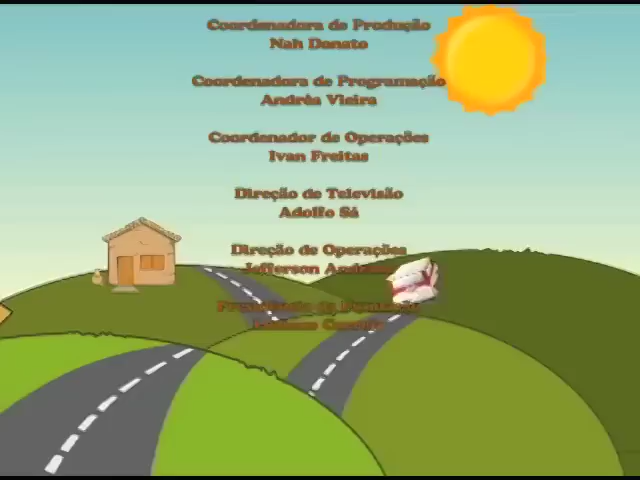 Coordenadora de Produção
Nah Donato
Coordenadora de Programação
Andréa Vieira
Coordenador de Operações
Ivan Freitas
Direção de Televisão
Adolfo Sá
Direção de Operações
Jefferson